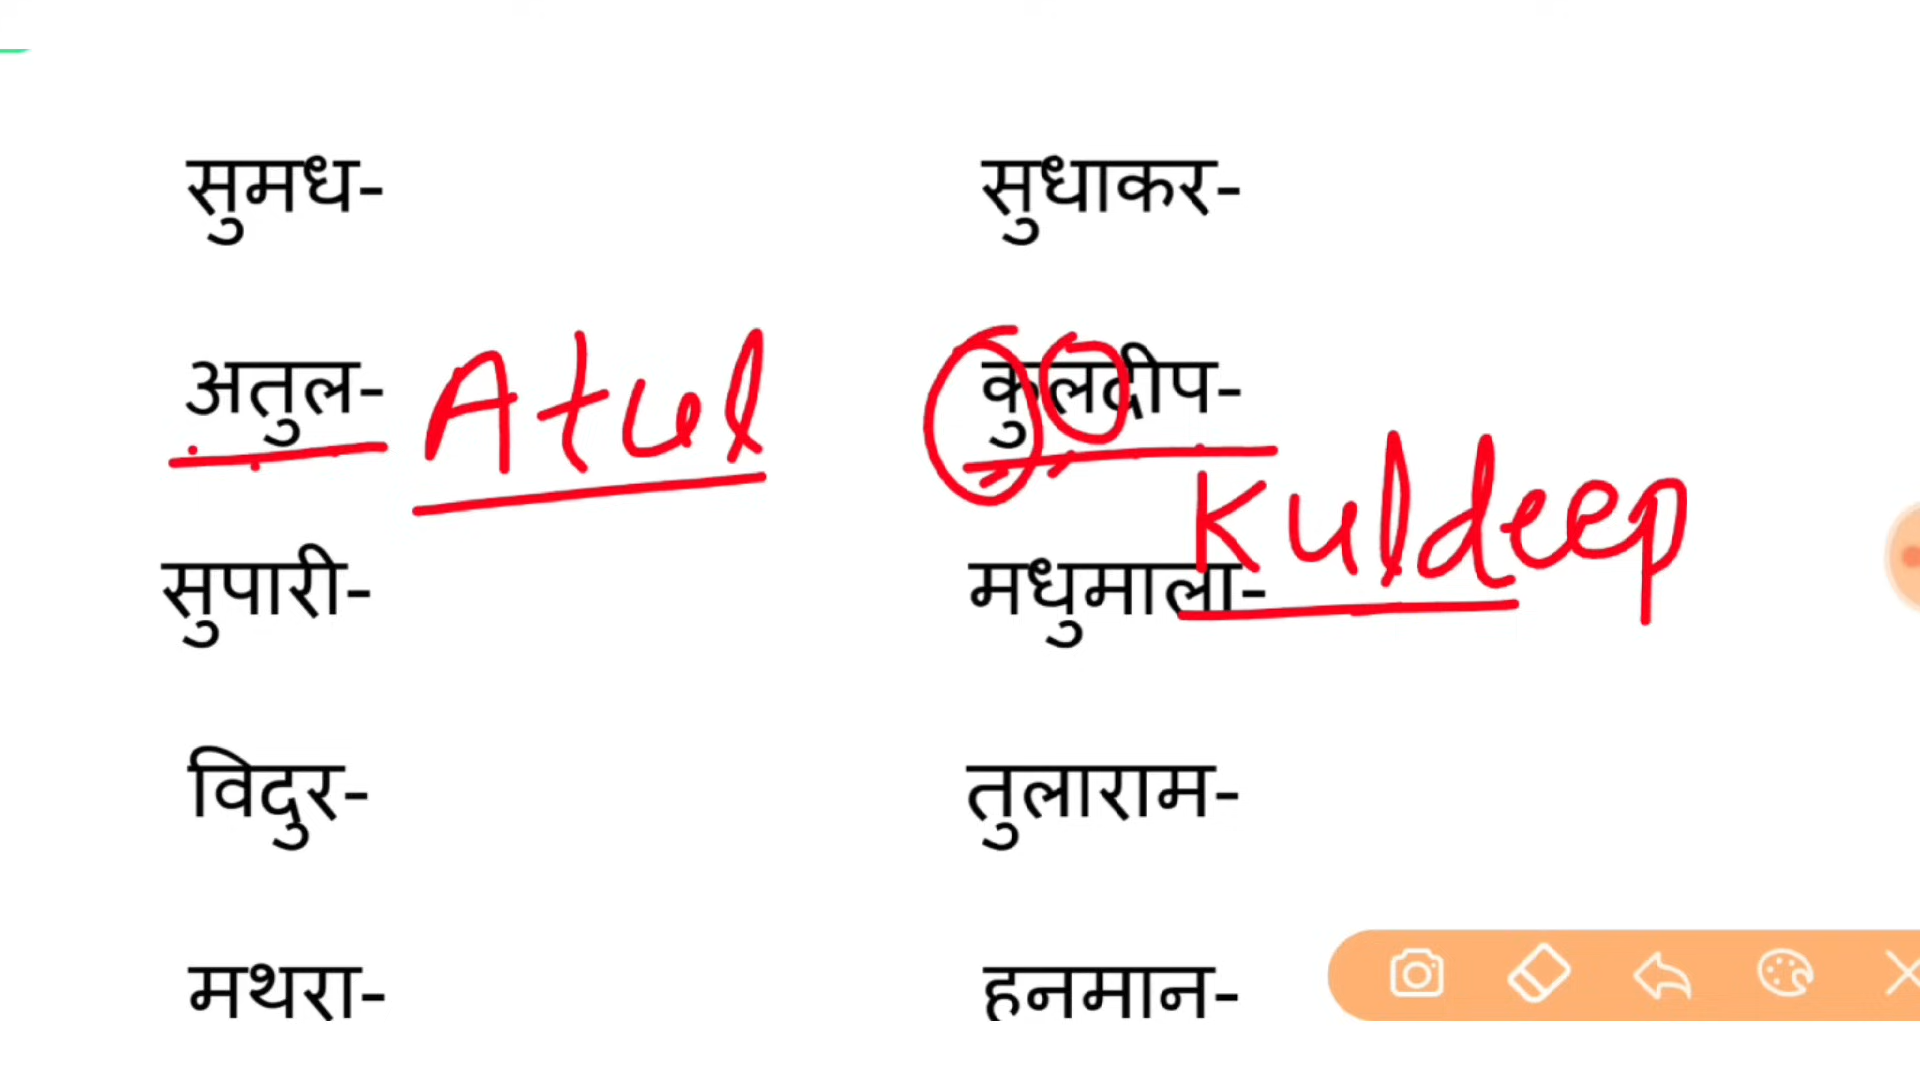 सुमध- सुधाकर-
अतुल- Atul कुलदीप-
Kuldeep
सुपारी- मधुमाला-
विदुर- तुलाराम-
मथरा- हनमान-